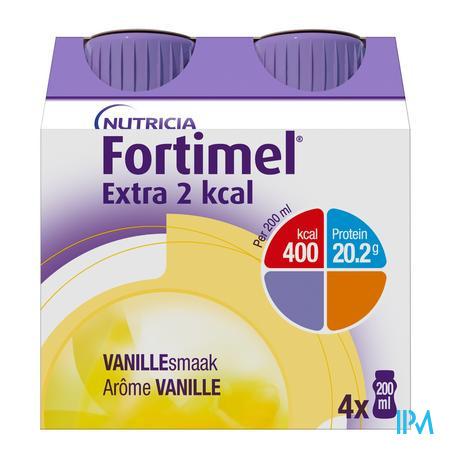 NUTRICIA
Fortimel®
Extra 2 kcal
Per 200 ml
kcal
400
Protein
20.2g
VANILLEsmaak
Arôme VANILLE
4x
200
ml
IPM